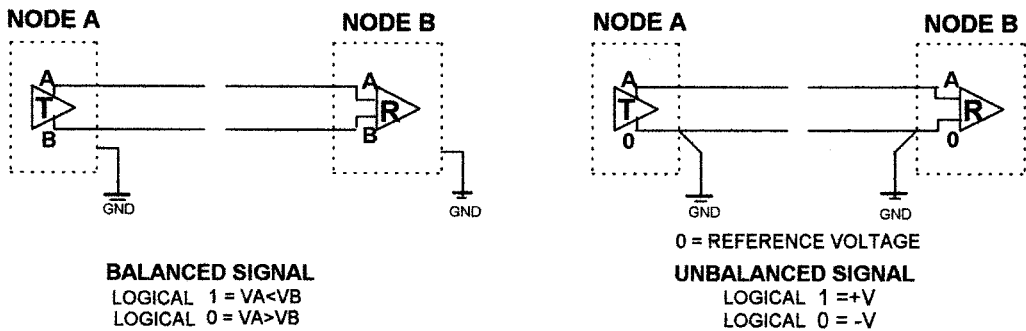 NODE A
NODE B
A
T
B
A
R
B
GND
GND
BALANCED SIGNAL
LOGICAL 1 = VA<VB
LOGICAL 0 = VA>VB
NODE A
NODE B
A
T
0
A
R
0
GND
GND
0 = REFERENCE VOLTAGE
UNBALANCED SIGNAL
LOGICAL 1 =+V
LOGICAL 0 = -V